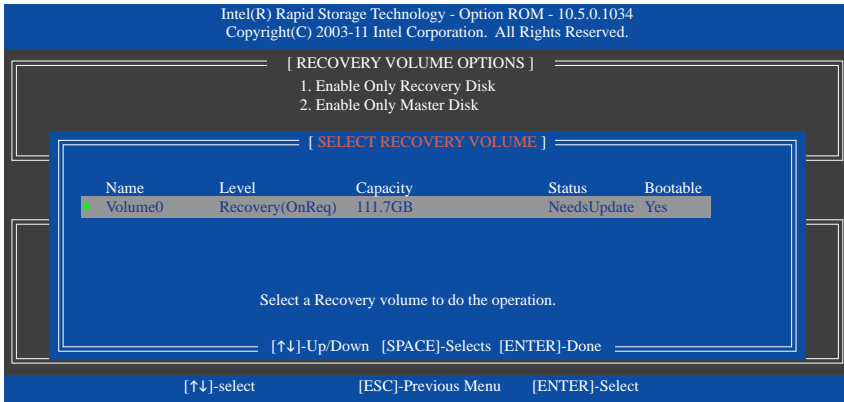 Intel(R) Rapid Storage Technology - Option ROM - 10.5.0.1034
Copyright(C) 2003-11 Intel Corporation. All Rights Reserved.
[ RECOVERY VOLUME OPTIONS ]
1. Enable Only Recovery Disk
2. Enable Only Master Disk
[ SELECT RECOVERY VOLUME ]
Name Level Capacity Status Bootable
Volume0 Recovery(OnReq) 111.7GB NeedsUpdate Yes
Select a Recovery volume to do the operation.
[↑↓]-Up/Down [SPACE]-Selects [ENTER]-Done
[↑↓]-select [ESC]-Previous Menu [ENTER]-Select